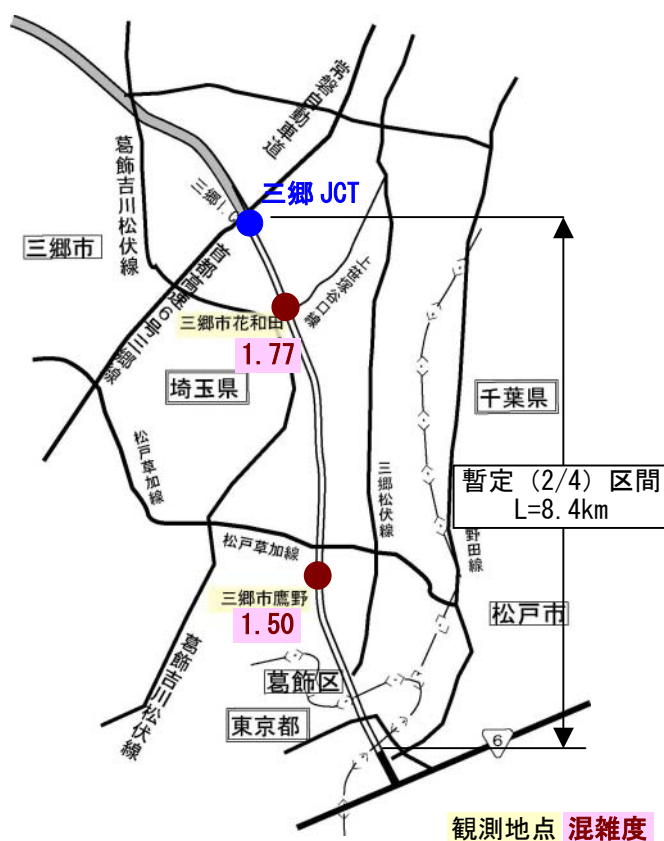 常磐自動車道
葛飾吉川松伏線
三郷I.C
三郷 JCT
三郷市
首都高速6号三郷線
上笹塚谷口線
三郷市花和田
1.77
埼玉県
千葉県
松戸草加線
三郷松伏線
暫定（2/4）区間
L=8.4km
野田線
松戸草加線
三郷市鷹野
1.50
松戸市
葛飾吉川松伏線
葛飾区
東京都
6
観測地点 混雑度